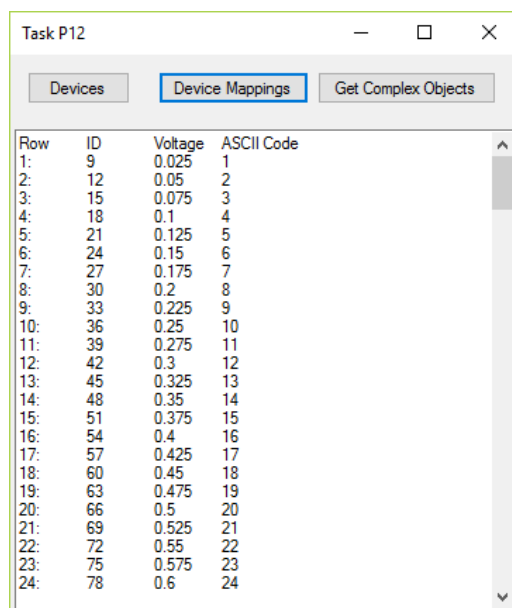 Task P12
Devices Device Mappings Get Complex Objects
Row ID Voltage ASCII Code
1: 9 0.025 1
2: 12 0.05 2
3: 15 0.075 3
4: 18 0.1 4
5: 21 0.125 5
6: 24 0.15 6
7: 27 0.175 7
8: 30 0.2 8
9: 33 0.225 9
10: 36 0.25 10
11: 39 0.275 11
12: 42 0.3 12
13: 45 0.325 13
14: 48 0.35 14
15: 51 0.375 15
16: 54 0.4 16
17: 57 0.425 17
18: 60 0.45 18
19: 63 0.475 19
20: 66 0.5 20
21: 69 0.525 21
22: 72 0.55 22
23: 75 0.575 23
24: 78 0.6 24